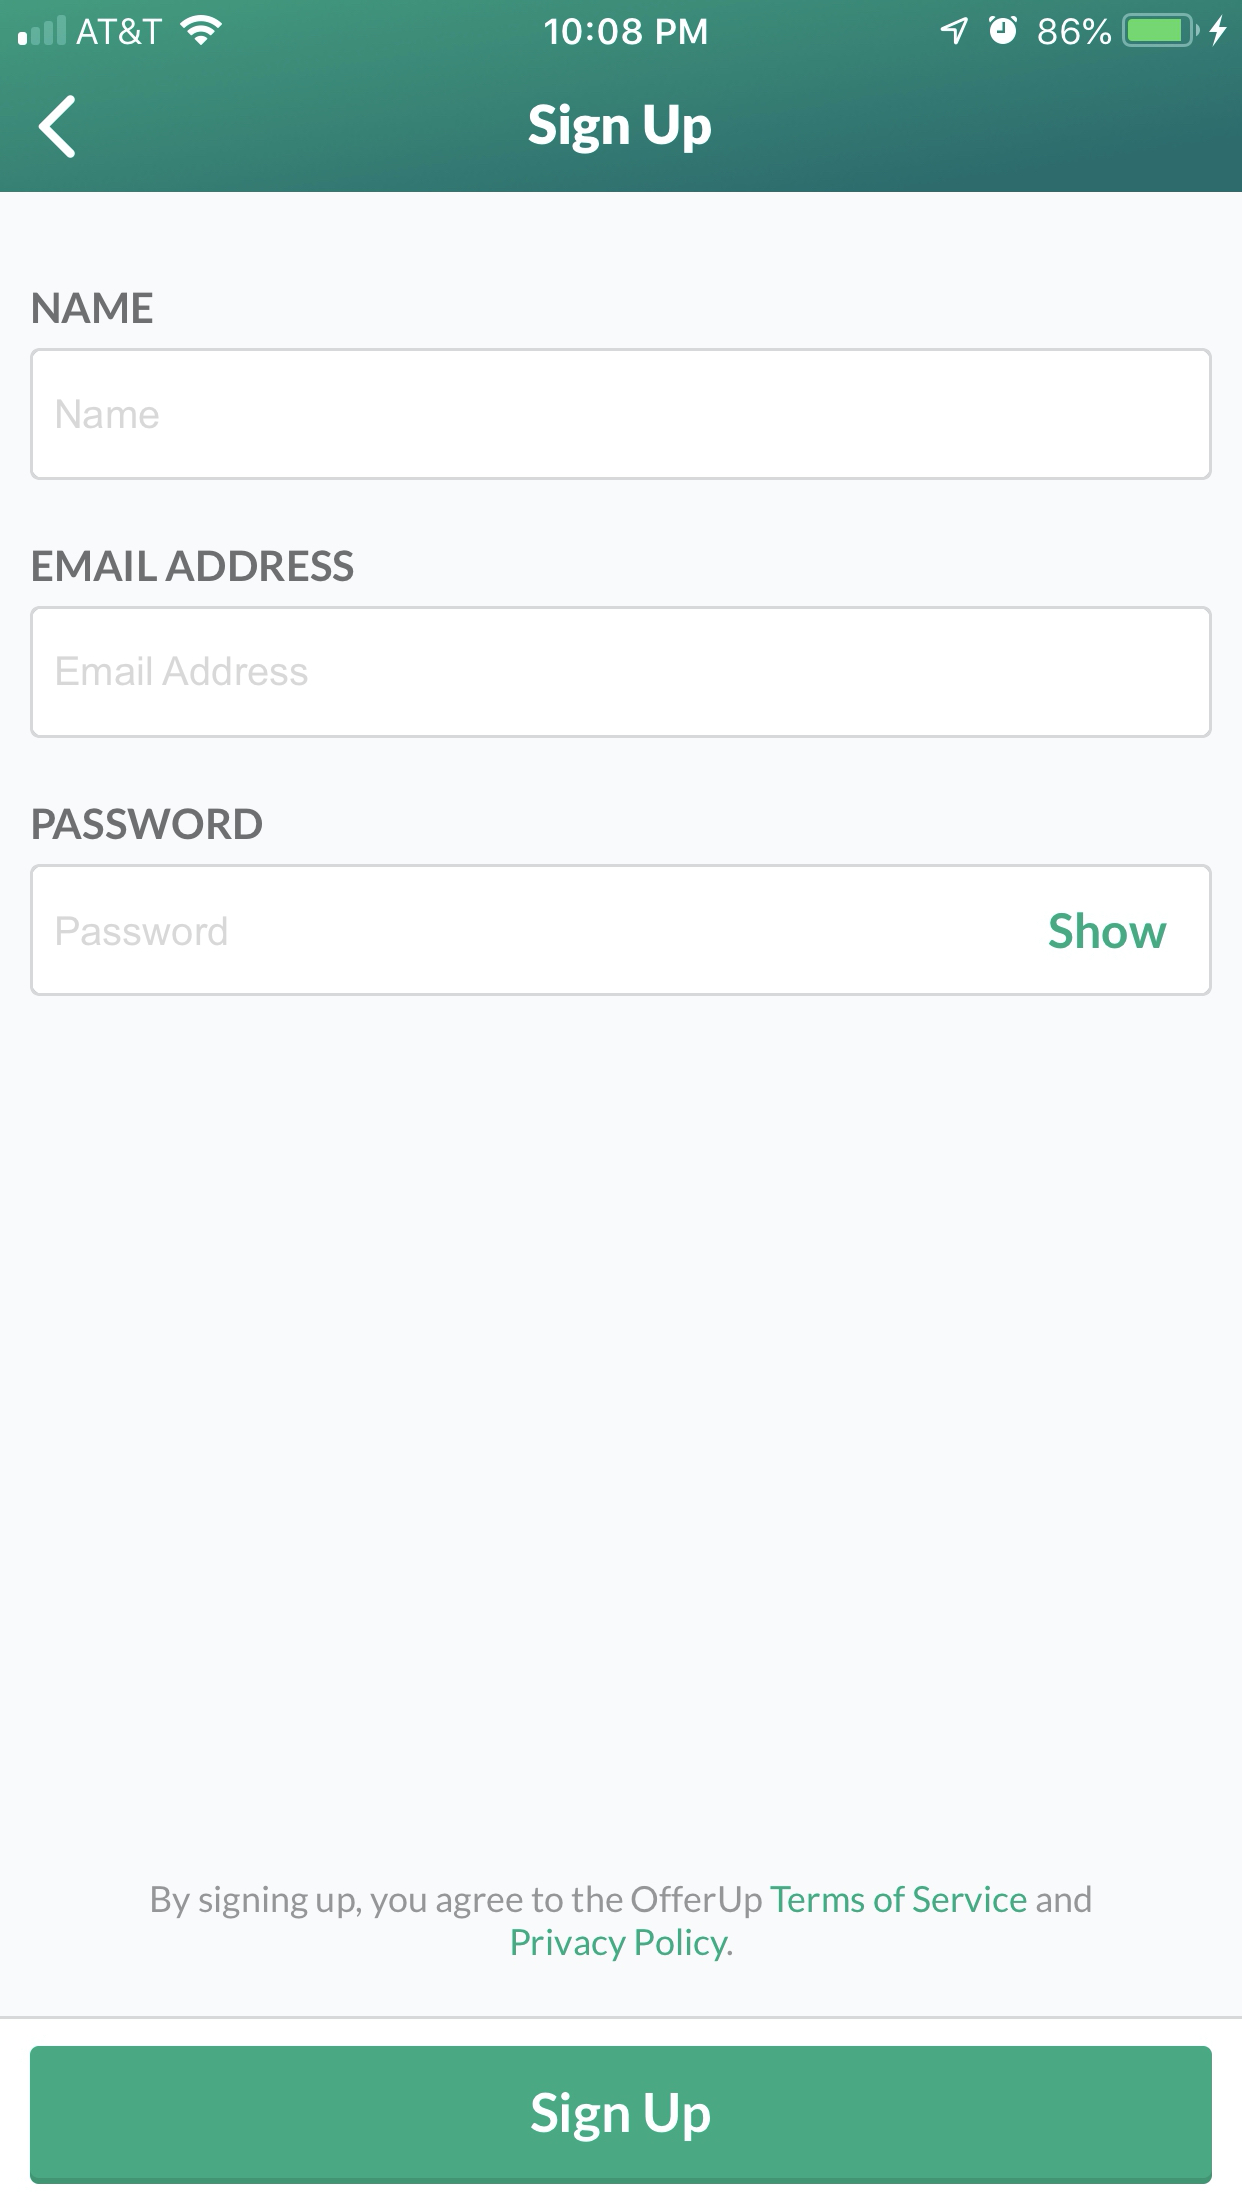 AT&T 10:08 PM 86%
Sign Up
NAME
Name
EMAIL ADDRESS
Email Address
PASSWORD
Password Show
By signing up, you agree to the OfferUp Terms of Service and
Privacy Policy.
Sign Up